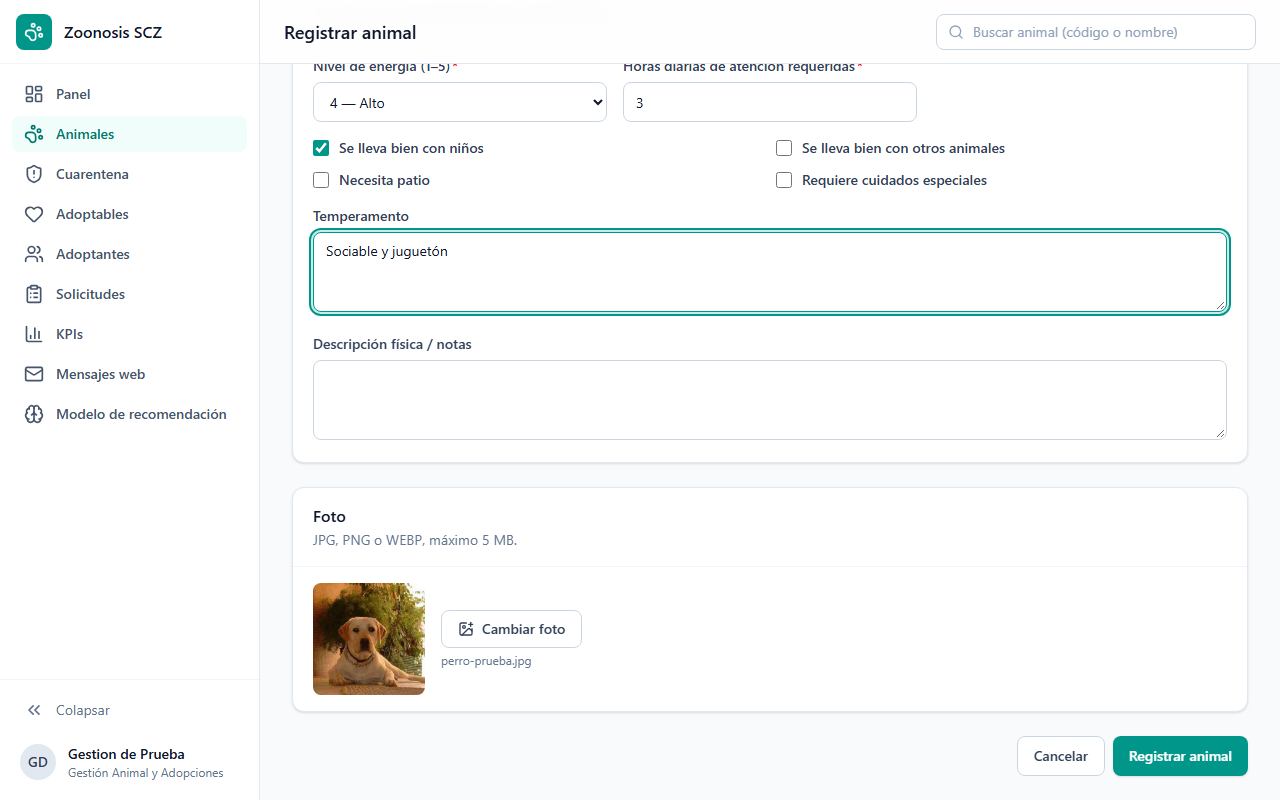 Zoonosis SCZ
Registrar animal
Buscar animal (código o nombre)
Panel
Animales
Cuarentena
Adoptables
Adoptantes
Solicitudes
KPIs
Mensajes web
Modelo de recomendación
Colapsar
GD
Gestion de Prueba
Gestión Animal y Adopciones
Nivel de energía (1–5)*
Horas diarias de atención requeridas*
4 — Alto
3
Se lleva bien con niños
Se lleva bien con otros animales
Necesita patio
Requiere cuidados especiales
Temperamento
Sociable y juguetón
Descripción física / notas
Foto
JPG, PNG o WEBP, máximo 5 MB.
Cambiar foto
perro-prueba.jpg
Cancelar
Registrar animal